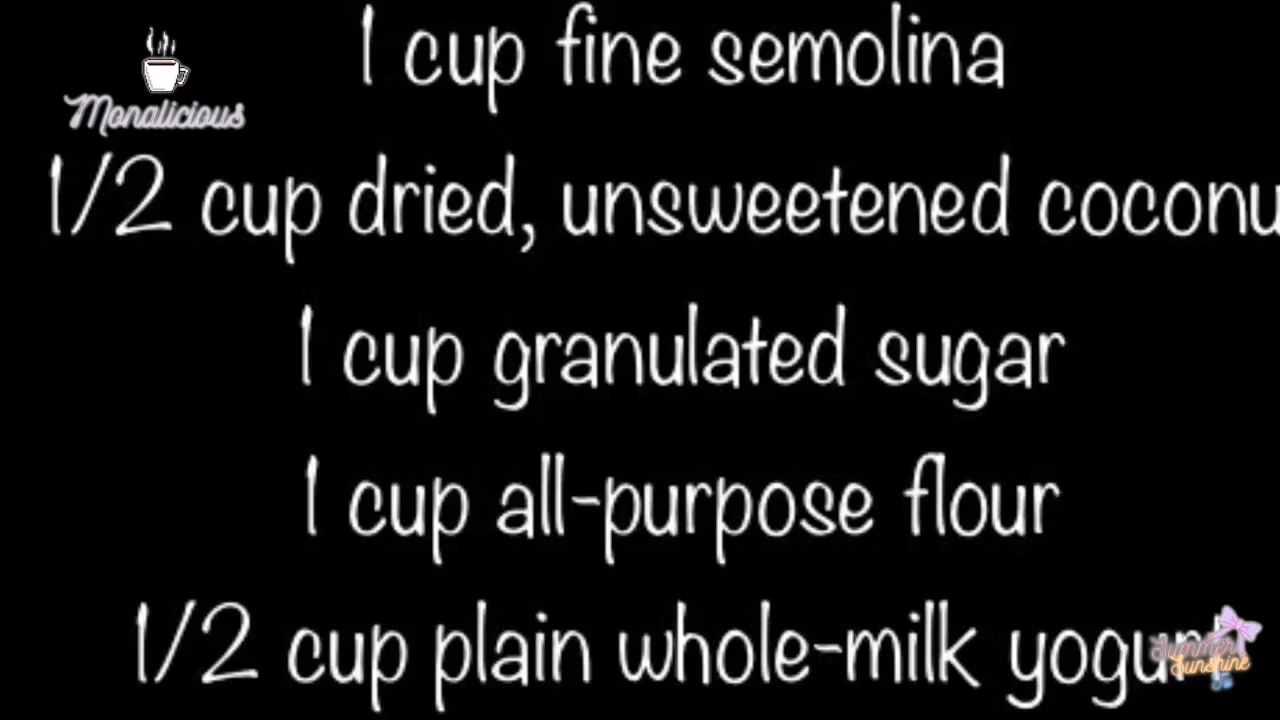 1 cup fine semolina
Monalicious
1/2 cup dried, unsweetened coconu
1 cup granulated sugar
1 cup all-purpose flour
1/2 cup plain whole-milk yogurt
Summer
Sunshine